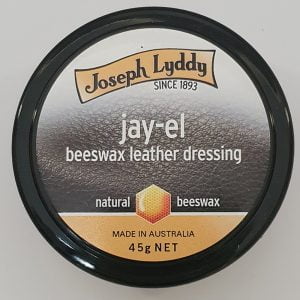 Joseph Lyddy
SINCE 1893
jay-el
beeswax leather dressing
natural beeswax
MADE IN AUSTRALIA
45g NET